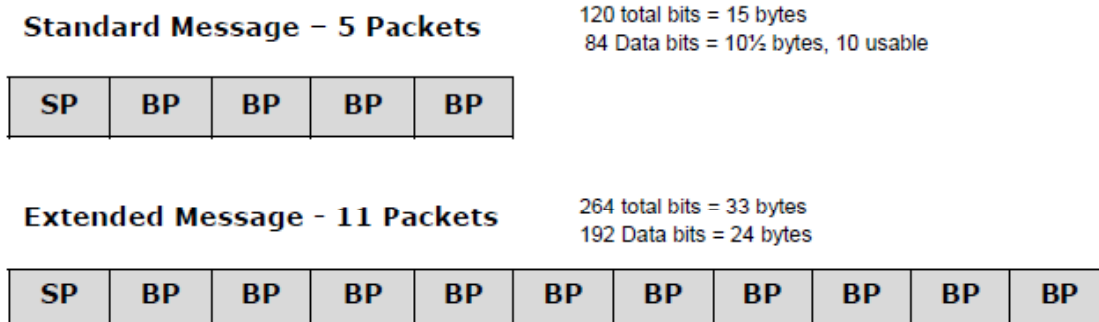 Standard Message – 5 Packets
120 total bits = 15 bytes
84 Data bits = 10½ bytes, 10 usable
SP BP BP BP BP
Extended Message - 11 Packets
264 total bits = 33 bytes
192 Data bits = 24 bytes
SP BP BP BP BP BP BP BP BP BP BP